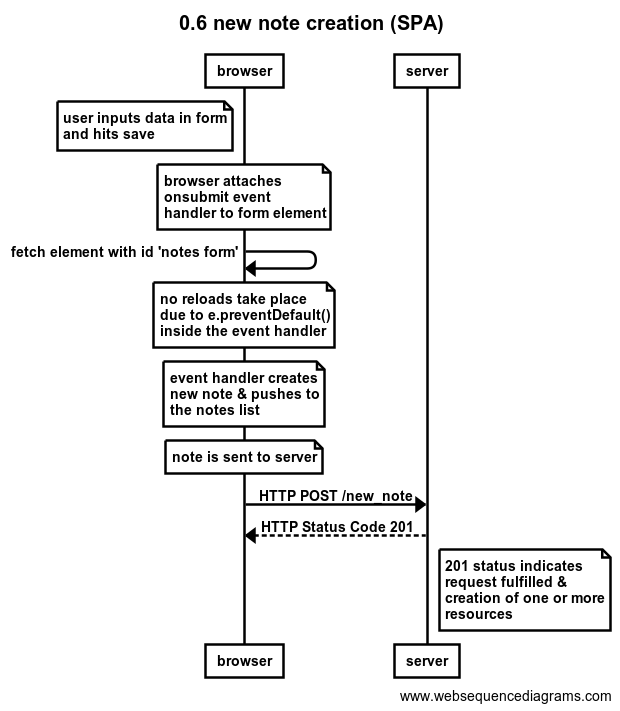 0.6 new note creation (SPA)
browser
server
user inputs data in form
and hits save
browser attaches
onsubmit event
handler to form element
fetch element with id 'notes form'
no reloads take place
due to e.preventDefault()
inside the event handler
event handler creates
new note & pushes to
the notes list
note is sent to server
HTTP POST /new_note
HTTP Status Code 201
201 status indicates
request fulfilled &
creation of one or more
resources
browser
server
www.websequencediagrams.com